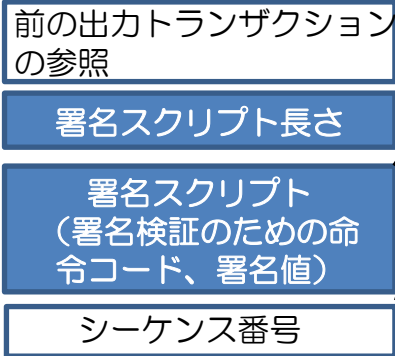 前の出力トランザクション
の参照
署名スクリプト長さ
署名スクリプト
（署名検証のための命
令コード、署名値）
シーケンス番号